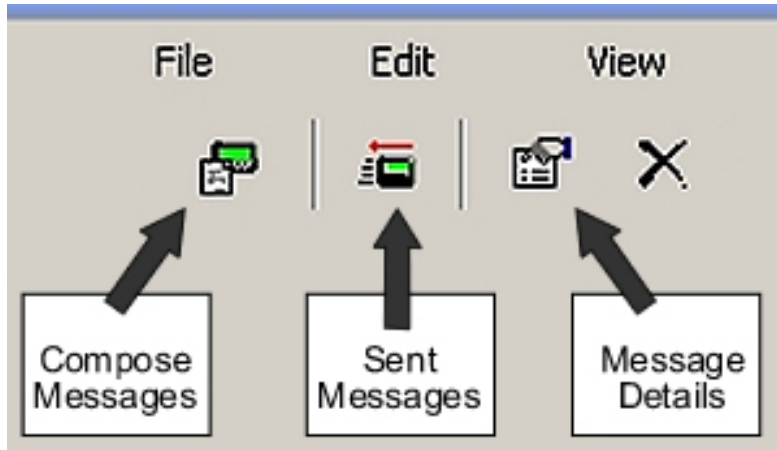 File Edit View
Compose
Messages
Sent
Messages
Message
Details